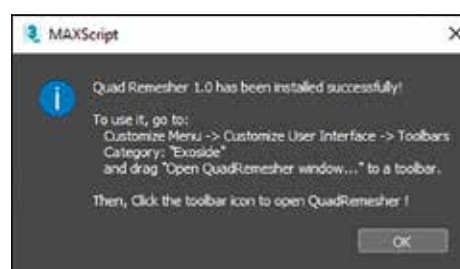 MAXScript
Quad Remesher 1.0 has been installed successfully!
To use it, go to:
Customize Menu -> Customize User Interface -> Toolbars
Category: "Exoside"
and drag "Open QuadRemesher window..." to a toolbar.
Then, Click the toolbar icon to open QuadRemesher !
OK